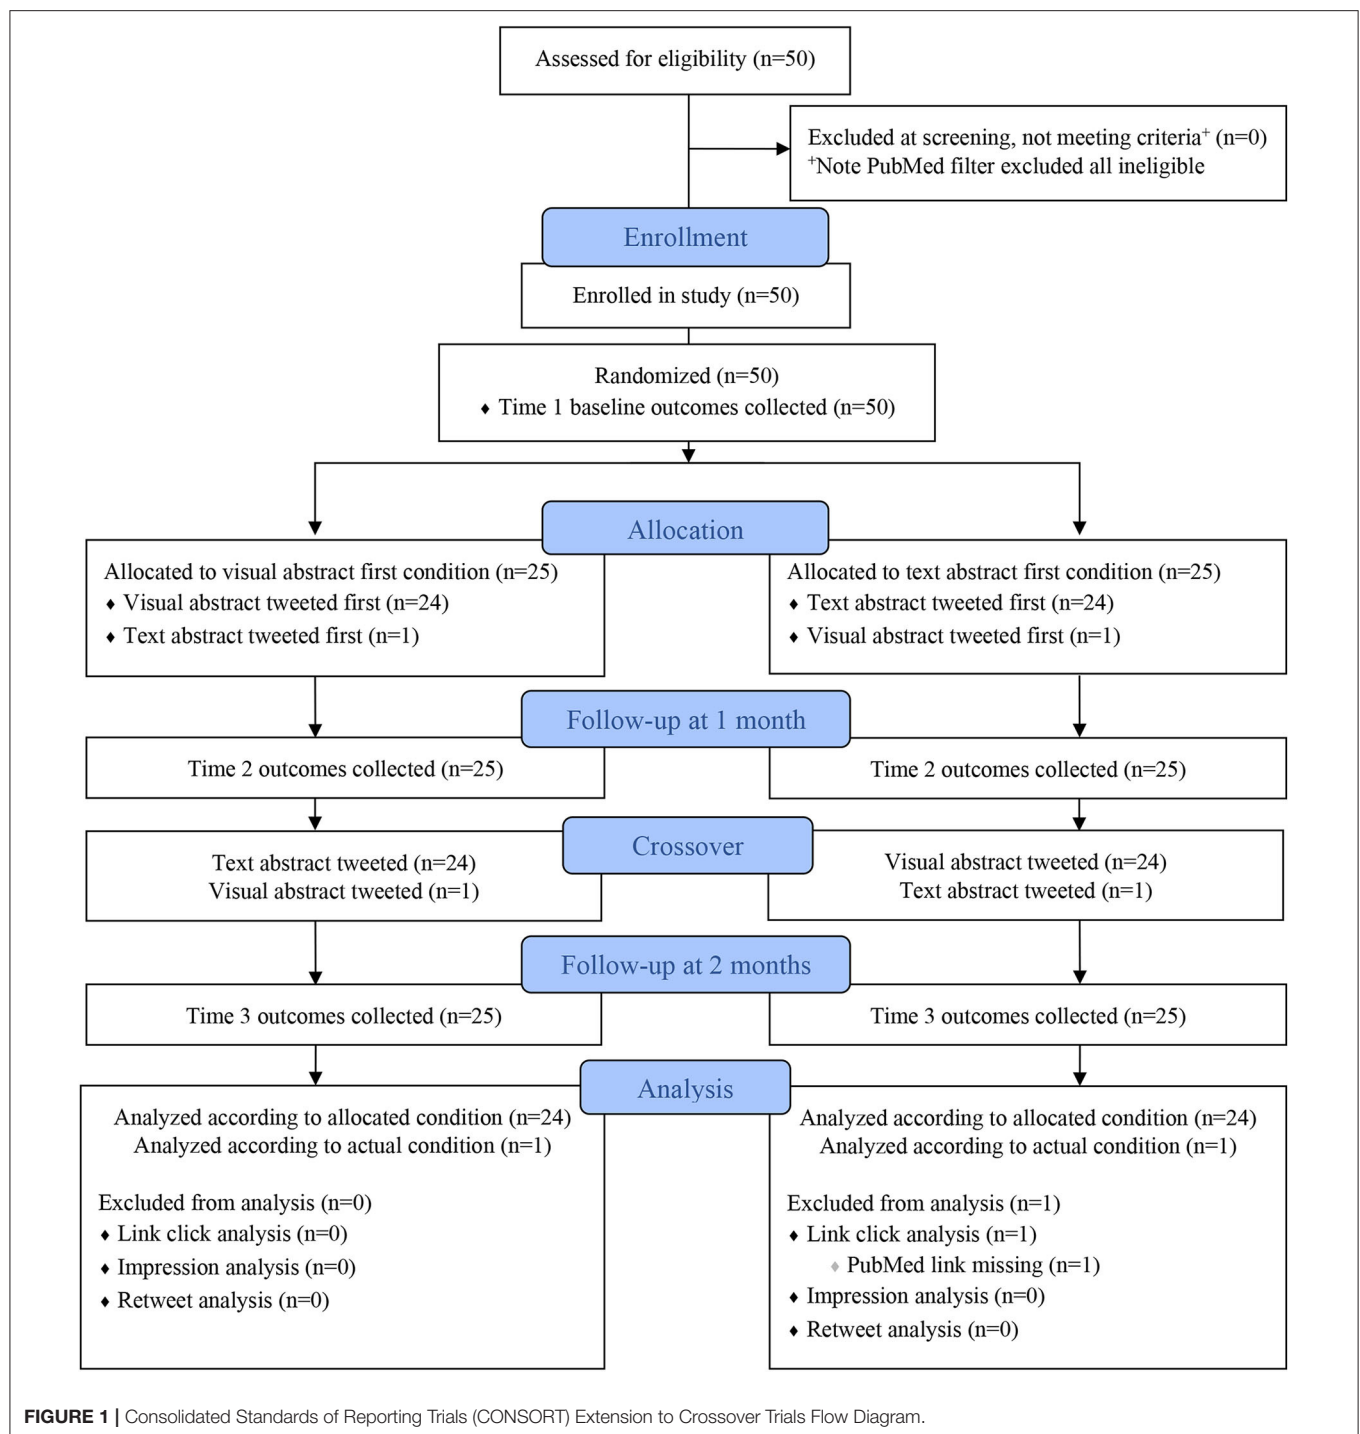 Assessed for eligibility (n=50)
Excluded at screening, not meeting criteria⁺ (n=0)
⁺Note PubMed filter excluded all ineligible
Enrollment
Enrolled in study (n=50)
Randomized (n=50)
♦ Time 1 baseline outcomes collected (n=50)
Allocation
Allocated to visual abstract first condition (n=25)
♦ Visual abstract tweeted first (n=24)
♦ Text abstract tweeted first (n=1)
Allocated to text abstract first condition (n=25)
♦ Text abstract tweeted first (n=24)
♦ Visual abstract tweeted first (n=1)
Follow-up at 1 month
Time 2 outcomes collected (n=25)
Time 2 outcomes collected (n=25)
Crossover
Text abstract tweeted (n=24)
Visual abstract tweeted (n=1)
Visual abstract tweeted (n=24)
Text abstract tweeted (n=1)
Follow-up at 2 months
Time 3 outcomes collected (n=25)
Time 3 outcomes collected (n=25)
Analysis
Analyzed according to allocated condition (n=24)
Analyzed according to actual condition (n=1)
Excluded from analysis (n=0)
♦ Link click analysis (n=0)
♦ Impression analysis (n=0)
♦ Retweet analysis (n=0)
Analyzed according to allocated condition (n=24)
Analyzed according to actual condition (n=1)
Excluded from analysis (n=1)
♦ Link click analysis (n=1)
♦ PubMed link missing (n=1)
♦ Impression analysis (n=0)
♦ Retweet analysis (n=0)
FIGURE 1 | Consolidated Standards of Reporting Trials (CONSORT) Extension to Crossover Trials Flow Diagram.